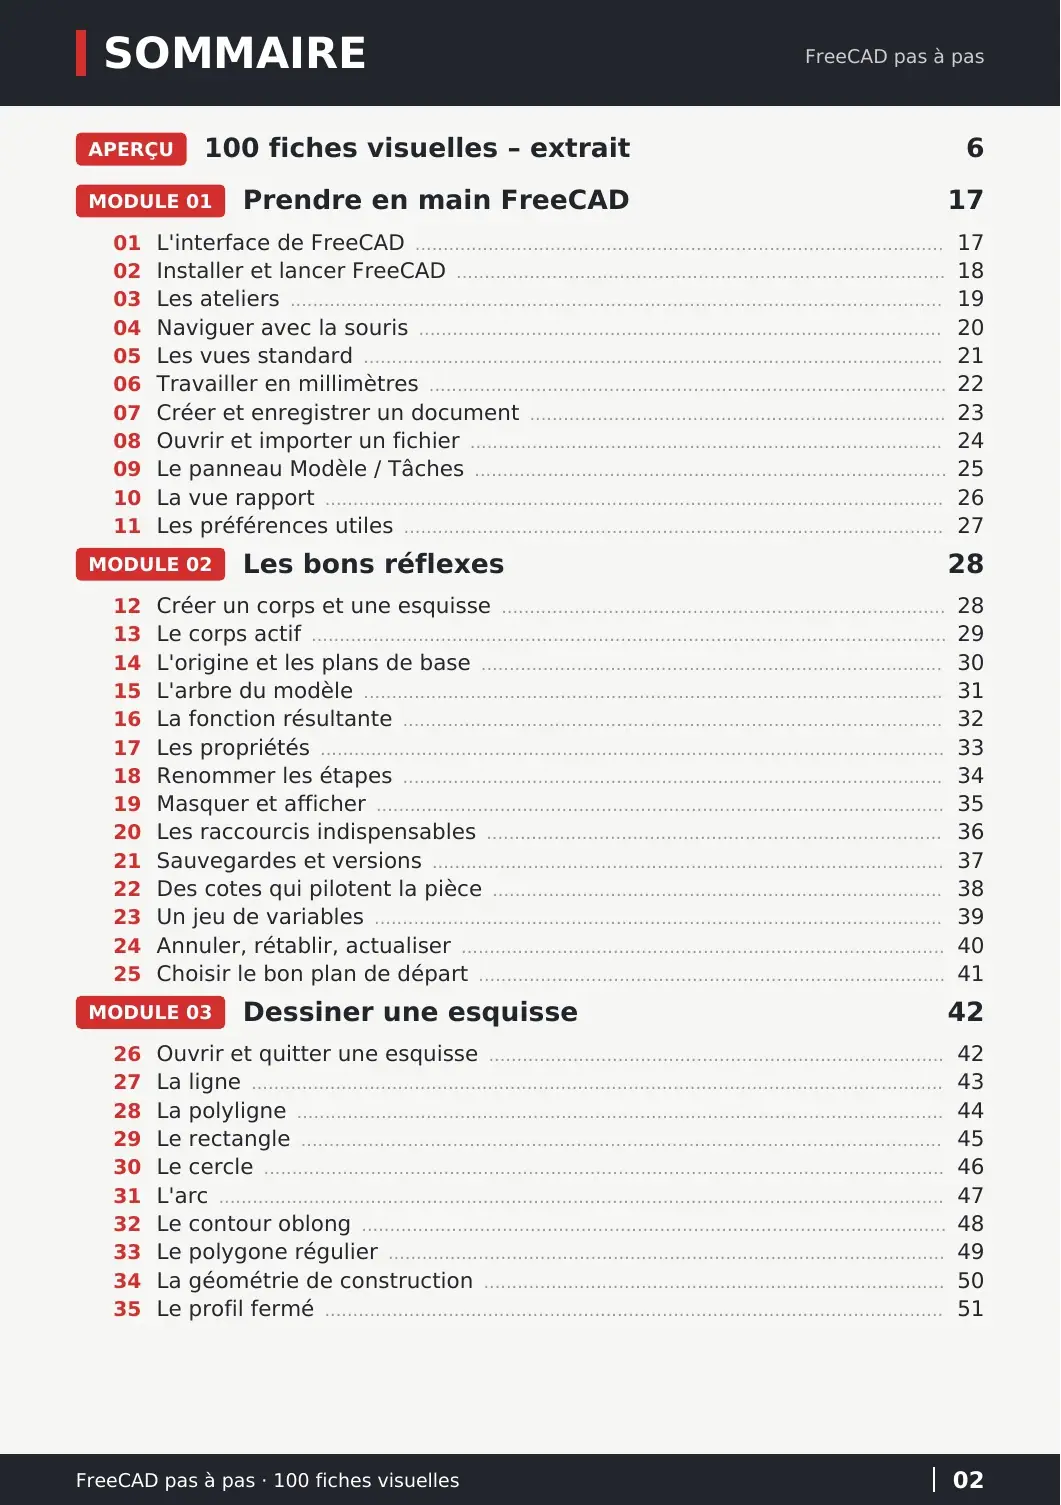 SOMMAIRE
FreeCAD pas à pas
APERÇU 100 fiches visuelles – extrait 6
MODULE 01 Prendre en main FreeCAD 17
01 L'interface de FreeCAD 17
02 Installer et lancer FreeCAD 18
03 Les ateliers 19
04 Naviguer avec la souris 20
05 Les vues standard 21
06 Travailler en millimètres 22
07 Créer et enregistrer un document 23
08 Ouvrir et importer un fichier 24
09 Le panneau Modèle / Tâches 25
10 La vue rapport 26
11 Les préférences utiles 27
MODULE 02 Les bons réflexes 28
12 Créer un corps et une esquisse 28
13 Le corps actif 29
14 L'origine et les plans de base 30
15 L'arbre du modèle 31
16 La fonction résultante 32
17 Les propriétés 33
18 Renommer les étapes 34
19 Masquer et afficher 35
20 Les raccourcis indispensables 36
21 Sauvegardes et versions 37
22 Des cotes qui pilotent la pièce 38
23 Un jeu de variables 39
24 Annuler, rétablir, actualiser 40
25 Choisir le bon plan de départ 41
MODULE 03 Dessiner une esquisse 42
26 Ouvrir et quitter une esquisse 42
27 La ligne 43
28 La polyligne 44
29 Le rectangle 45
30 Le cercle 46
31 L'arc 47
32 Le contour oblong 48
33 Le polygone régulier 49
34 La géométrie de construction 50
35 Le profil fermé 51
FreeCAD pas à pas · 100 fiches visuelles
02